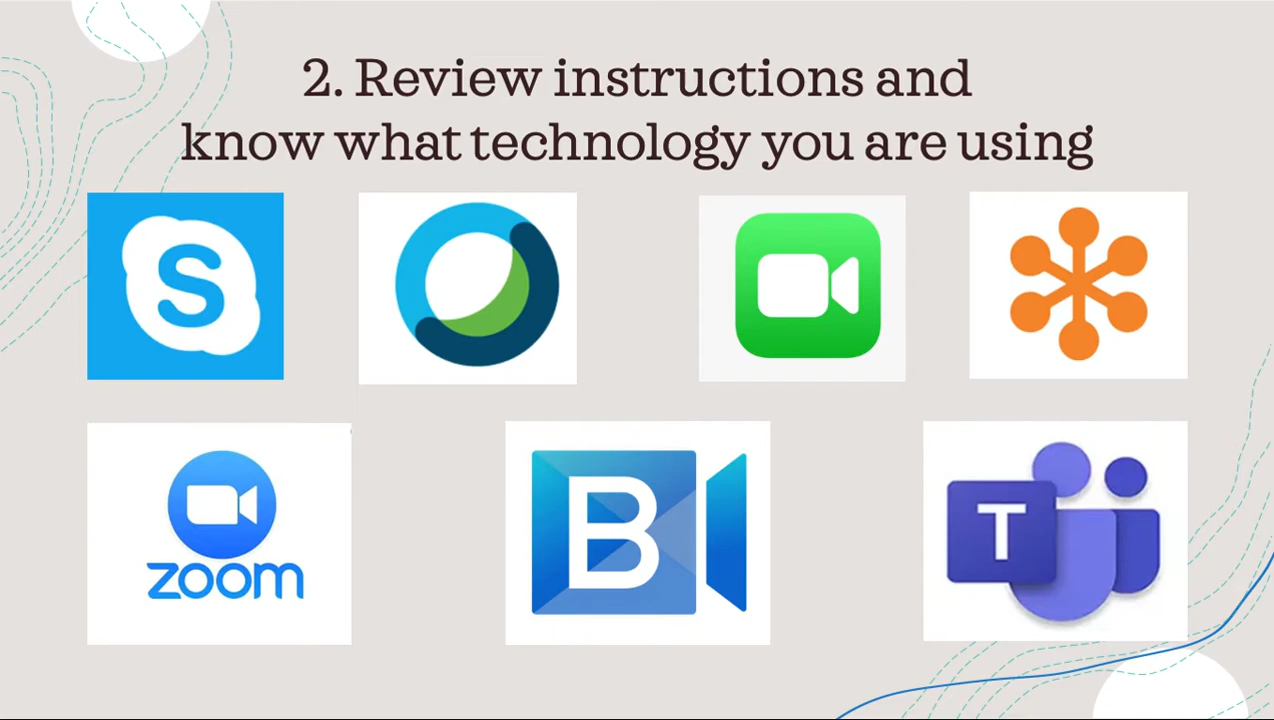 2. Review instructions and
know what technology you are using
S
zoom
B
T